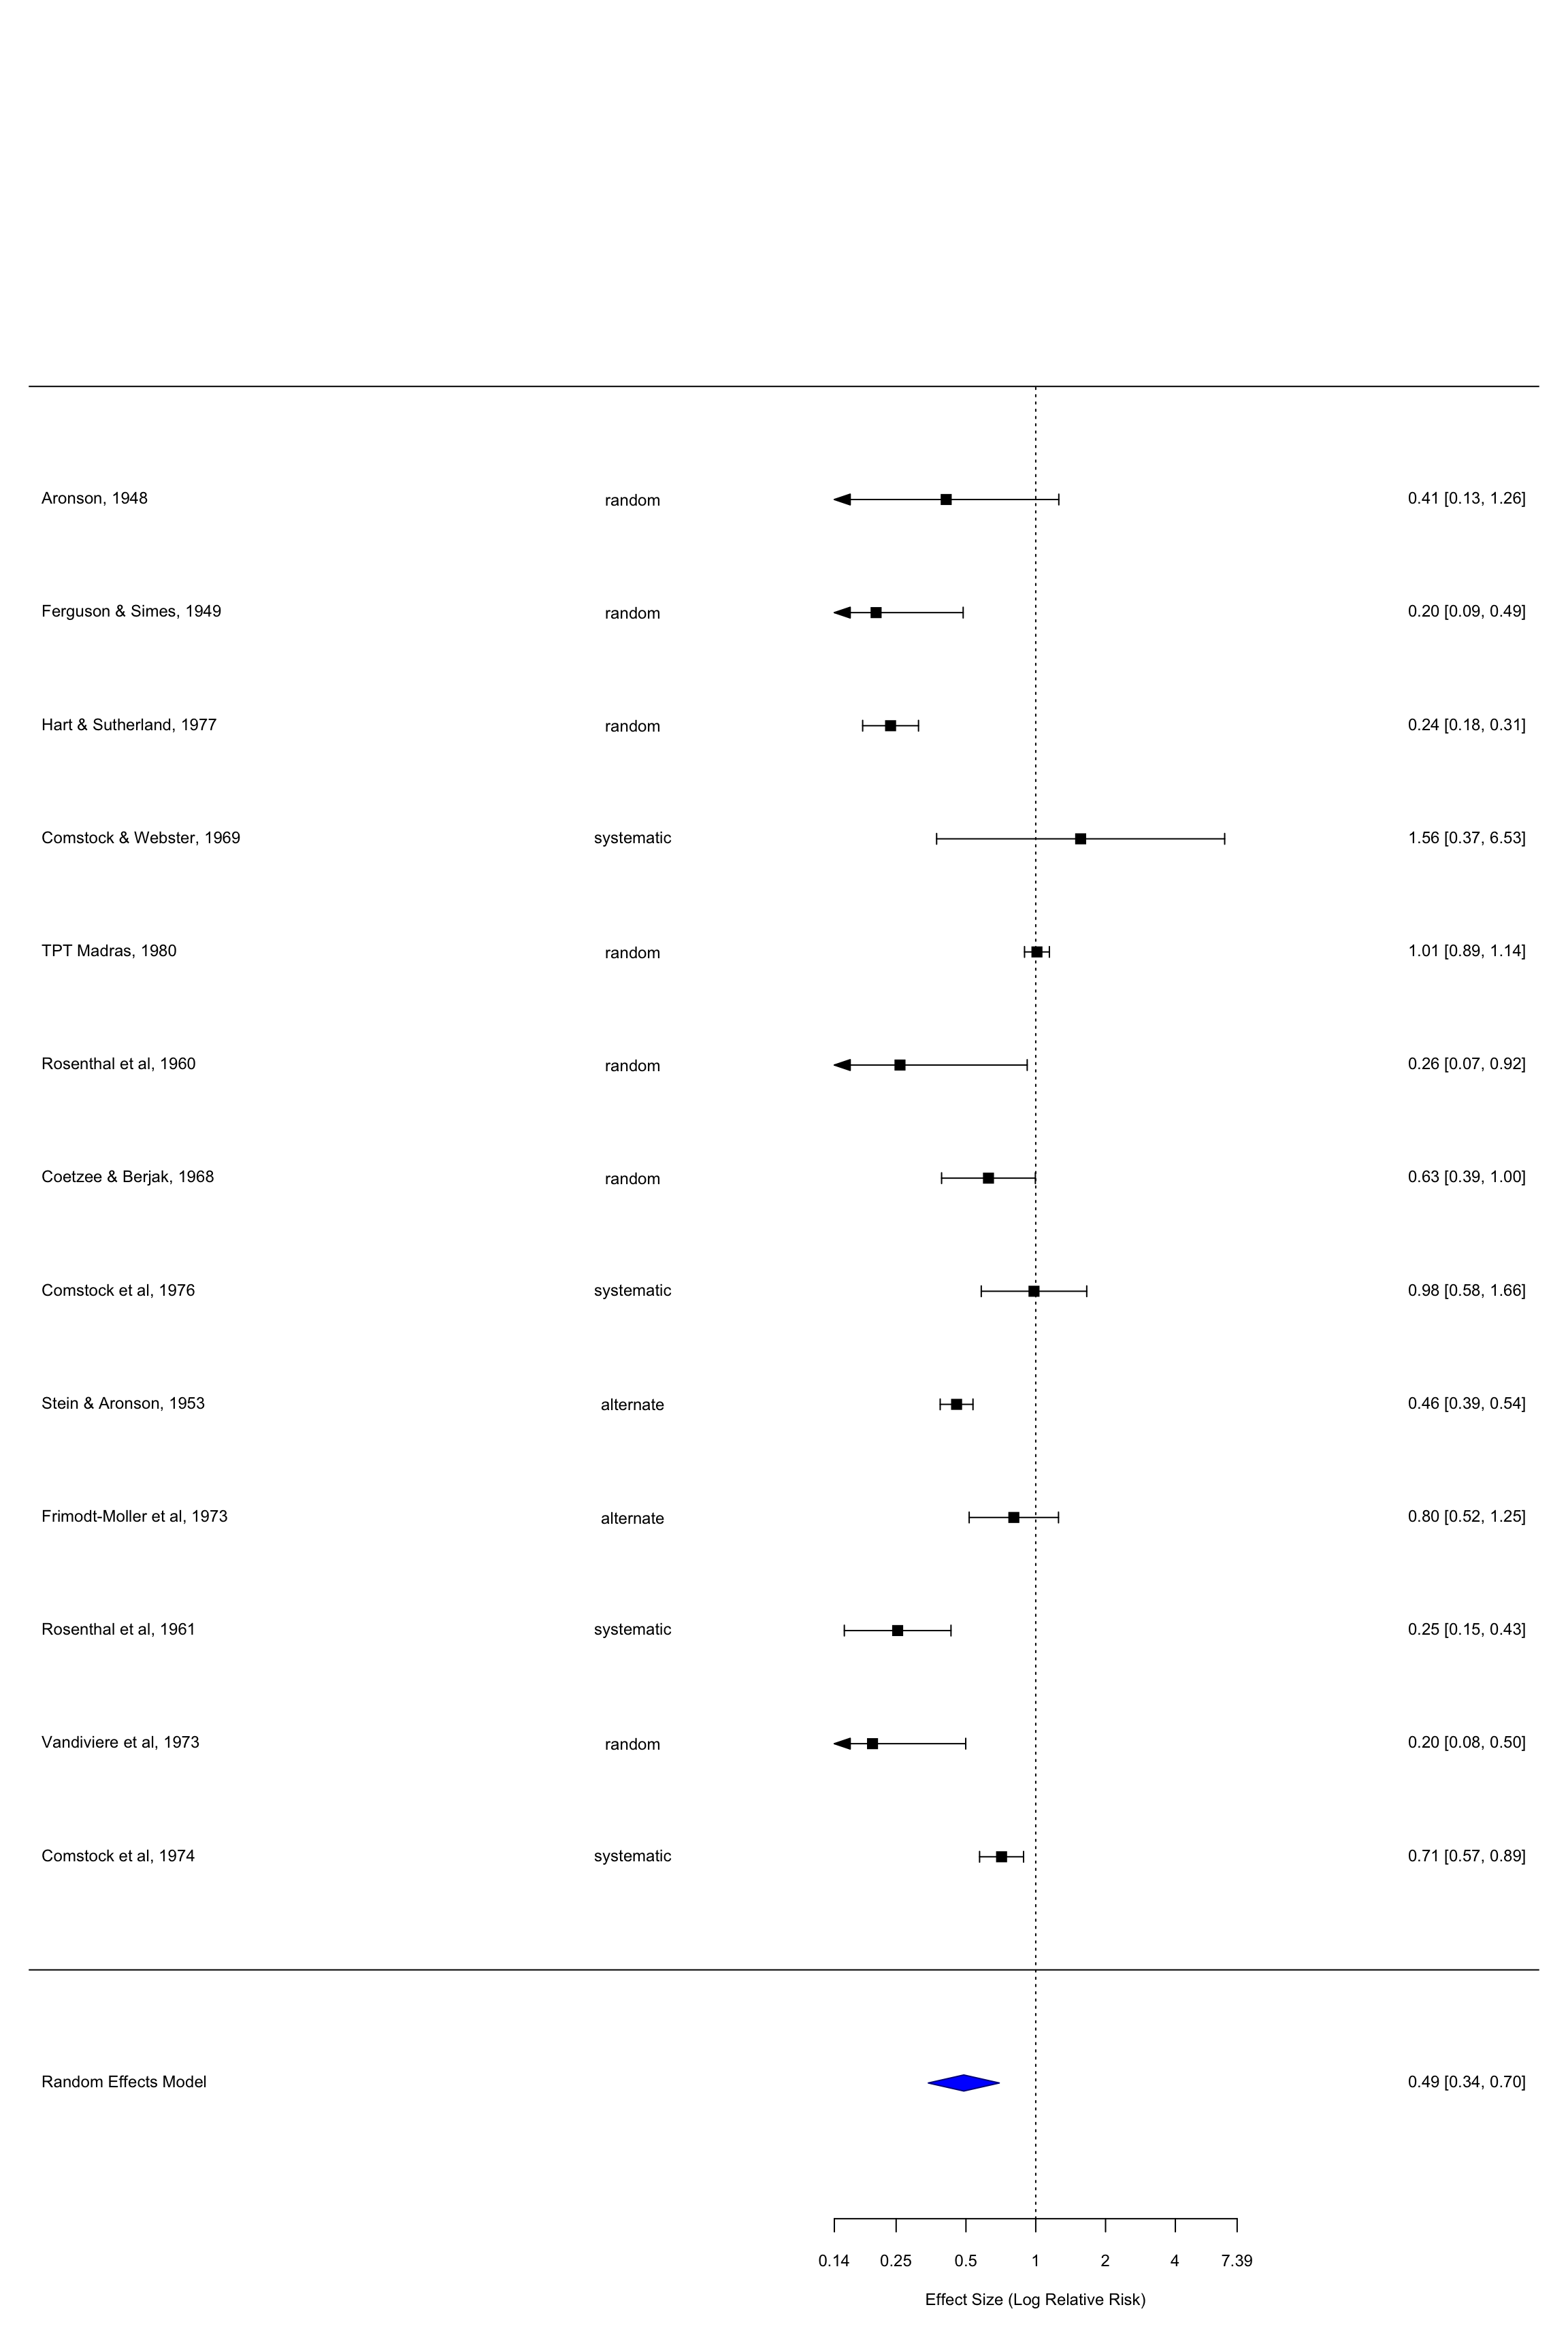 Aronson, 1948 random 0.41 [0.13, 1.26]
Ferguson & Simes, 1949 random 0.20 [0.09, 0.49]
Hart & Sutherland, 1977 random 0.24 [0.18, 0.31]
Comstock & Webster, 1969 systematic 1.56 [0.37, 6.53]
TPT Madras, 1980 random 1.01 [0.89, 1.14]
Rosenthal et al, 1960 random 0.26 [0.07, 0.92]
Coetzee & Berjak, 1968 random 0.63 [0.39, 1.00]
Comstock et al, 1976 systematic 0.98 [0.58, 1.66]
Stein & Aronson, 1953 alternate 0.46 [0.39, 0.54]
Frimodt-Moller et al, 1973 alternate 0.80 [0.52, 1.25]
Rosenthal et al, 1961 systematic 0.25 [0.15, 0.43]
Vandiviere et al, 1973 random 0.20 [0.08, 0.50]
Comstock et al, 1974 systematic 0.71 [0.57, 0.89]
Random Effects Model 0.49 [0.34, 0.70]
0.14 0.25 0.5 1 2 4 7.39
Effect Size (Log Relative Risk)